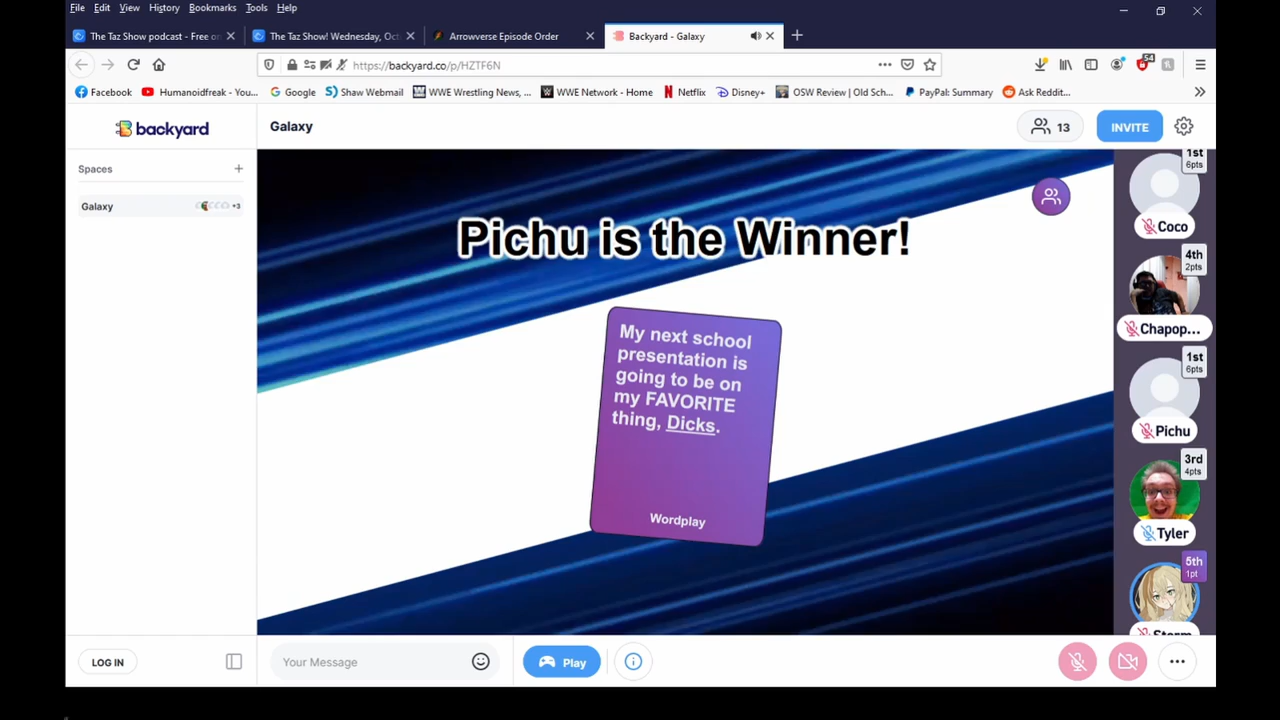 File Edit View History Bookmarks Tools Help
The Taz Show podcast - Free on
The Taz Show! Wednesday, Oct
Arrowverse Episode Order
Backyard - Galaxy
https://backyard.co/p/HZTF6N
54
Facebook
Humanoidfreak - You...
Google
Shaw Webmail
WWE Wrestling News, ...
WWE Network - Home
Netflix
Disney+
OSW Review | Old Sch...
PayPal: Summary
Ask Reddit...
backyard
Galaxy
13
INVITE
Spaces
Galaxy
+3
Pichu is the Winner!
My next school
presentation is
going to be on
my FAVORITE
thing, Dicks.
Wordplay
1st
6pts
Coco
4th
2pts
Chapop...
1st
6pts
Pichu
3rd
4pts
Tyler
5th
1pt
Storm
LOG IN
Your Message
Play